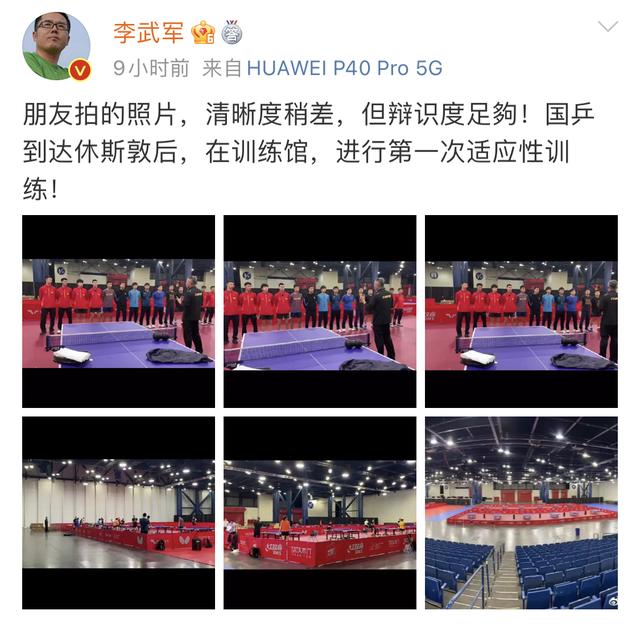 李武军
9小时前 来自 HUAWEI P40 Pro 5G
朋友拍的照片，清晰度稍差，但辩识度足夠！国乒
到达休斯敦后，在训练馆，进行第一次适应性训
练！